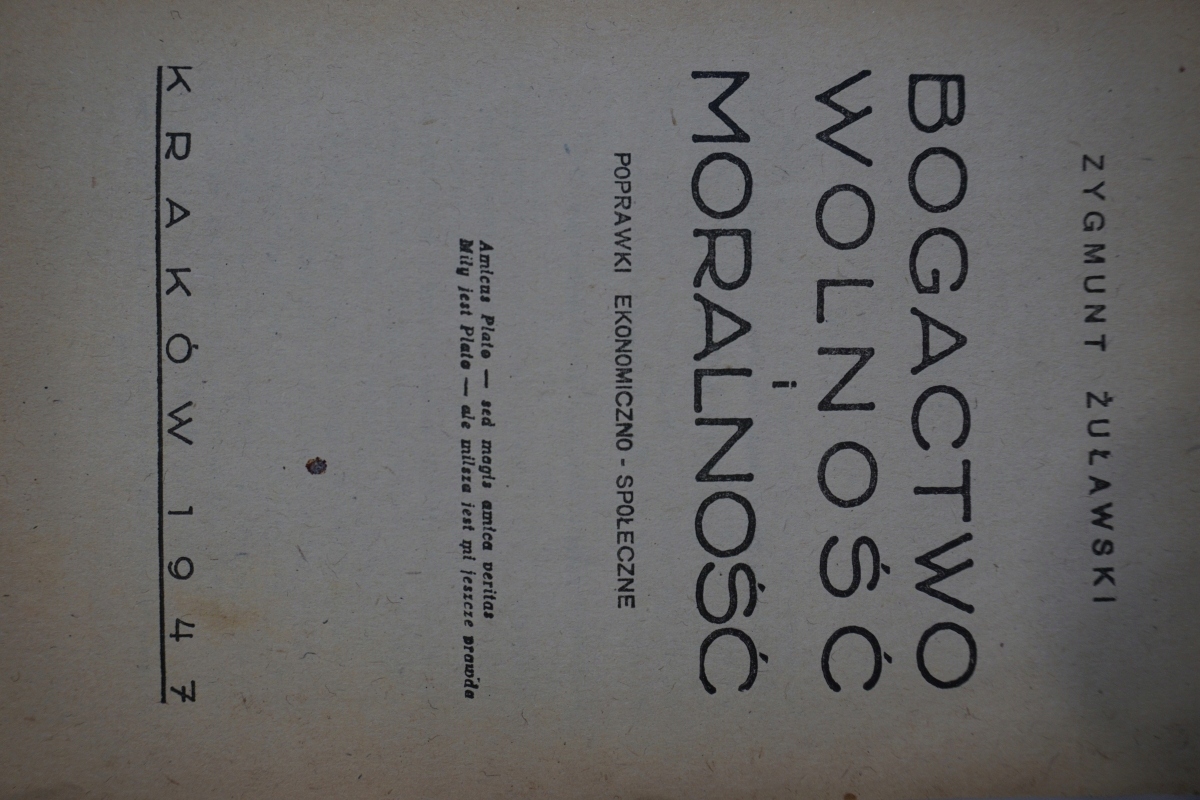 ZYGMUNT ŻUŁAWSKI
BOGACTWO
WOLNOŚĆ
i
MORALNOŚĆ
POPRAWKI EKONOMICZNO - SPOŁECZNE
Amicus Plato — sed magis amica veritas
Miły jest Plato — ale milsza jest mi jeszcze prawda
KRAKÓW 1947